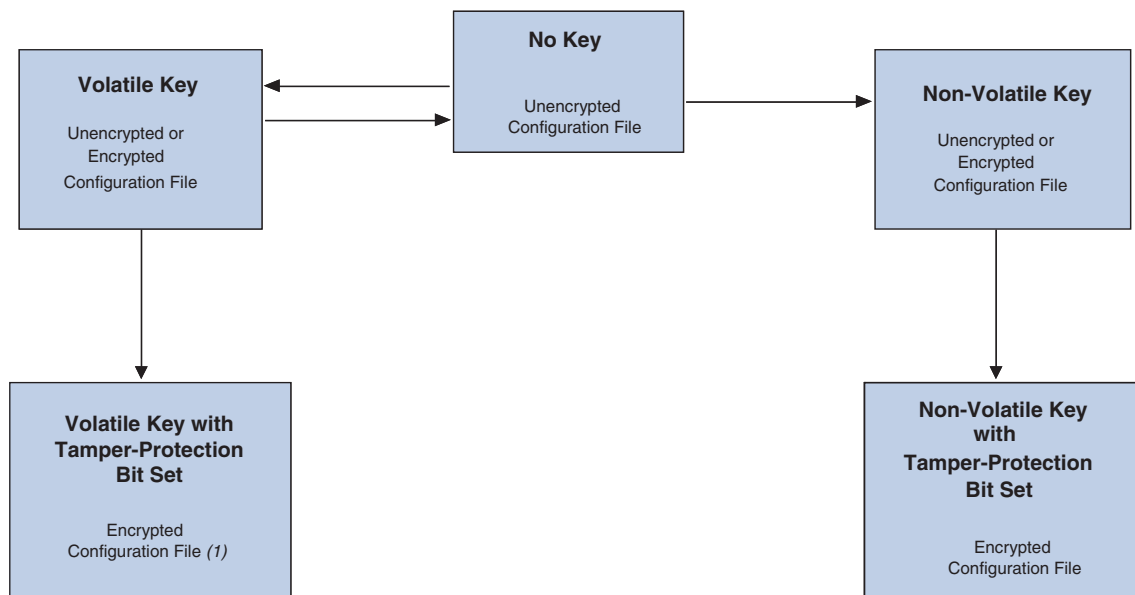 No Key
Unencrypted
Configuration File
Volatile Key
Unencrypted or
Encrypted
Configuration File
Non-Volatile Key
Unencrypted or
Encrypted
Configuration File
Volatile Key with
Tamper-Protection
Bit Set
Encrypted
Configuration File (1)
Non-Volatile Key
with
Tamper-Protection
Bit Set
Encrypted
Configuration File